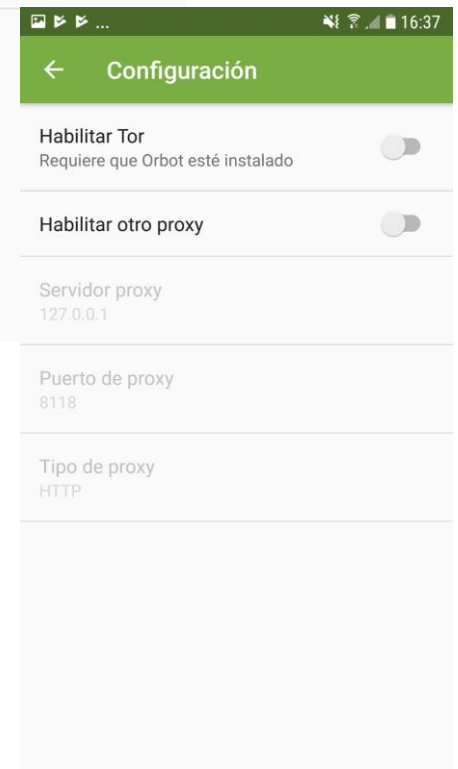 ... 16:37
Configuración
Habilitar Tor
Requiere que Orbot esté instalado
Habilitar otro proxy
Servidor proxy
127.0.0.1
Puerto de proxy
8118
Tipo de proxy
HTTP